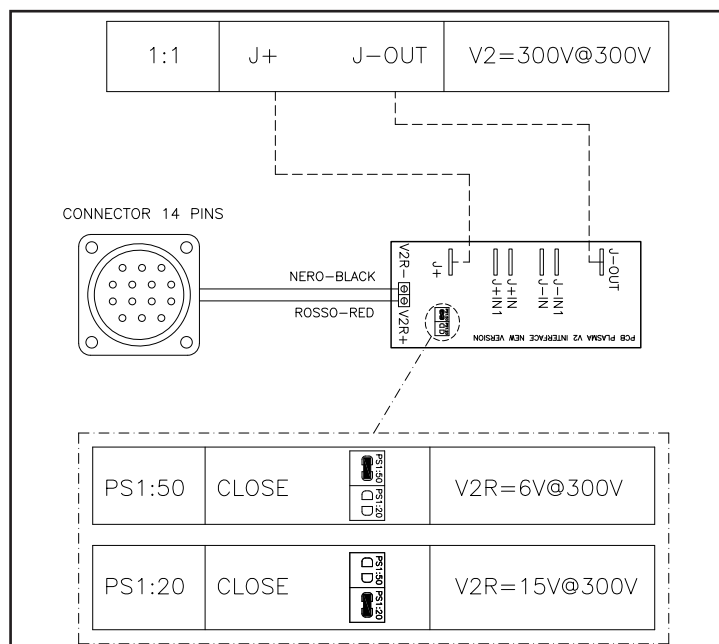 1:1 J+ J-OUT V2=300V@300V
CONNECTOR 14 PINS
NERO-BLACK
ROSSO-RED
V2R-
V2R+
J+
J+IN1
J+IN
J-IN
J-IN1
J-OUT
PCB PLASMA V2 INTERFACE NEW VERSION
PS1:50 CLOSE PS1:50 PS1:20 V2R=6V@300V
PS1:20 CLOSE PS1:50 PS1:20 V2R=15V@300V